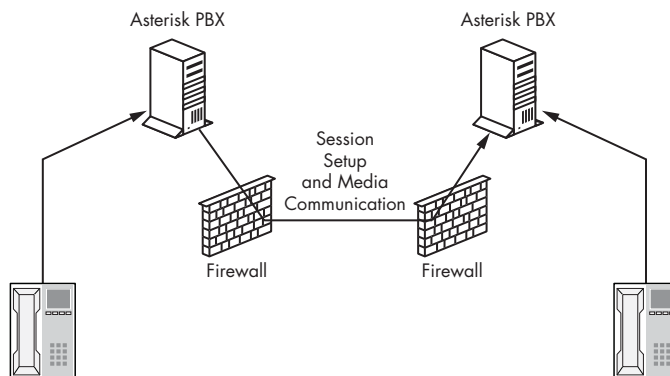 Asterisk PBX
Asterisk PBX
Session
Setup
and Media
Communication
Firewall
Firewall